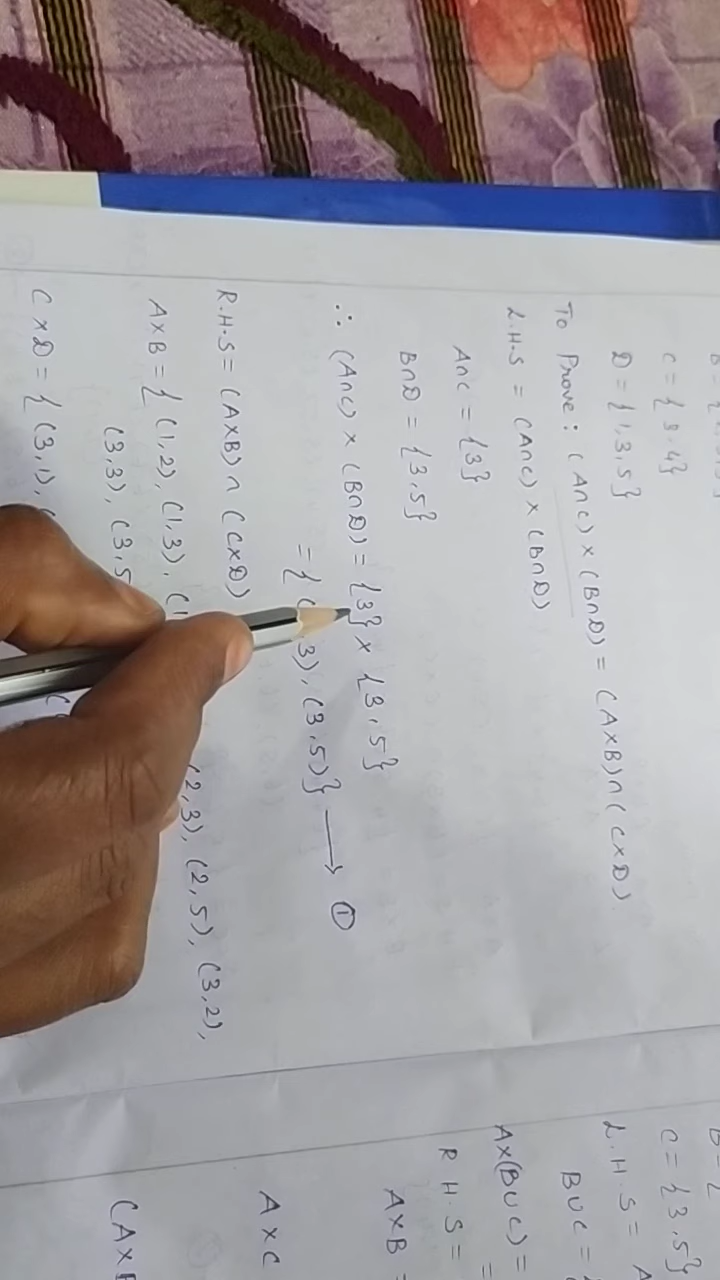 C = {3,4}
D = {1,3,5}
To Prove : (A∩C) × (B∩D) = (A×B)∩(C×D).
L.H.S = (A∩C) × (B∩D)
A∩C = {3}
B∩D = {3,5}
∴ (A∩C) × (B∩D) = {3} × {3,5}
= {( 3), (3,5)} → ①
R.H.S = (A×B)∩(C×D)
A×B = {(1,2), (1,3), (1 (2,3), (2,5), (3,2),
(3,3), (3,5
C×D = {(3,1), (
C = {3,5}
L.H.S = A
B∪C =
A×(B∪C) =
=
R H.S =
A×B =
A×C
(A×B